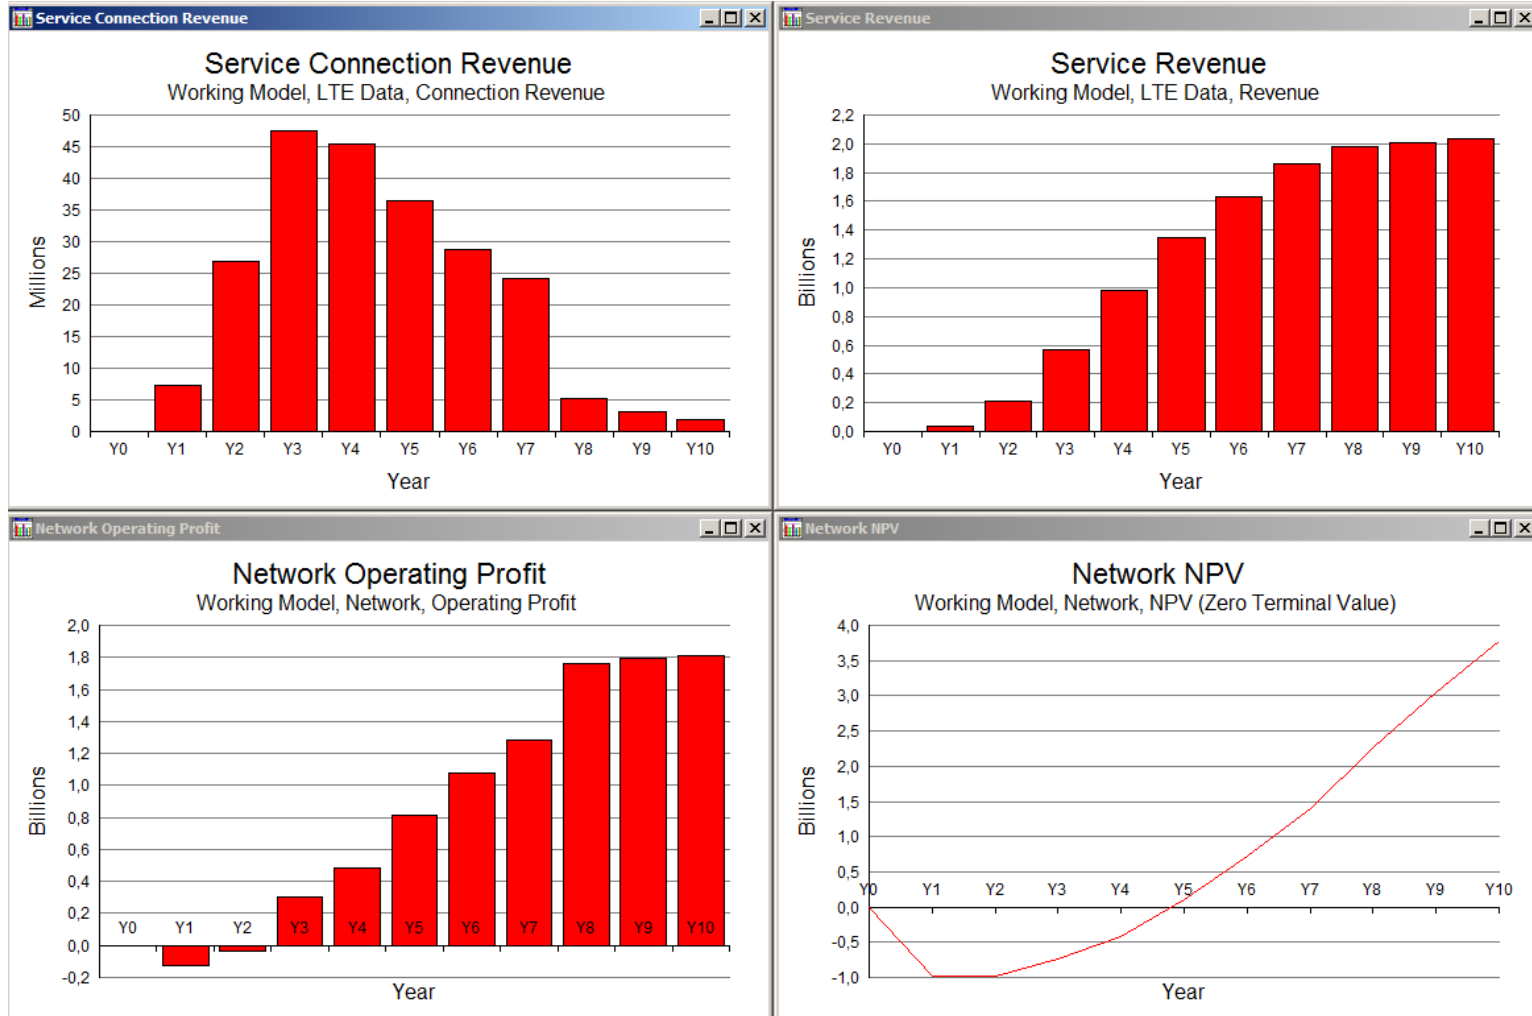 Service Connection Revenue
Service Connection Revenue
Working Model, LTE Data, Connection Revenue
Millions
50
45
40
35
30
25
20
15
10
5
0
Y0 Y1 Y2 Y3 Y4 Y5 Y6 Y7 Y8 Y9 Y10
Year
Service Revenue
Service Revenue
Working Model, LTE Data, Revenue
Billions
2,2
2,0
1,8
1,6
1,4
1,2
1,0
0,8
0,6
0,4
0,2
0,0
Y0 Y1 Y2 Y3 Y4 Y5 Y6 Y7 Y8 Y9 Y10
Year
Network Operating Profit
Network Operating Profit
Working Model, Network, Operating Profit
Billions
2,0
1,8
1,6
1,4
1,2
1,0
0,8
0,6
0,4
0,2
0,0
-0,2
Y0 Y1 Y2 Y3 Y4 Y5 Y6 Y7 Y8 Y9 Y10
Year
Network NPV
Network NPV
Working Model, Network, NPV (Zero Terminal Value)
Billions
4,0
3,5
3,0
2,5
2,0
1,5
1,0
0,5
0,0
-0,5
-1,0
Y0 Y1 Y2 Y3 Y4 Y5 Y6 Y7 Y8 Y9 Y10
Year